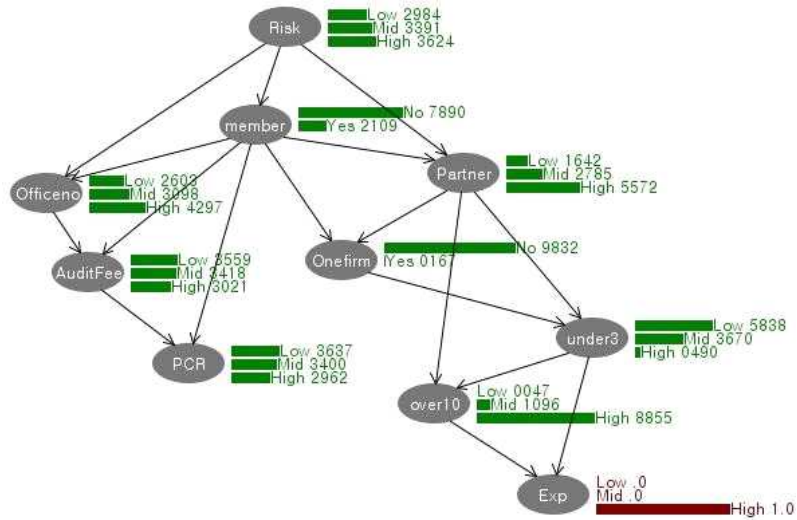 Risk
Low 2984
Mid 3391
High 3624
member
No 7890
Yes 2109
Partner
Low 1642
Mid 2785
High 5572
Officeno
Low 2603
Mid 3098
High 4297
AuditFee
Low 3559
Mid 3418
High 3021
Onefirm
No 9832
Yes 0167
PCR
Low 3637
Mid 3400
High 2962
under3
Low 5838
Mid 3670
High 0490
over10
Low 0047
Mid 1096
High 8855
Exp
Low .0
Mid .0
High 1.0